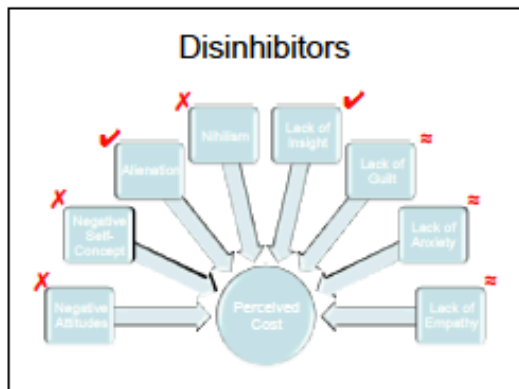 Disinhibitors
Nihilism
Lack of
Insight
Alienation
Lack of
Guilt
Negative
Self-
Concept
Lack of
Anxiety
Negative
Attitudes
Perceived
Cost
Lack of
Empathy